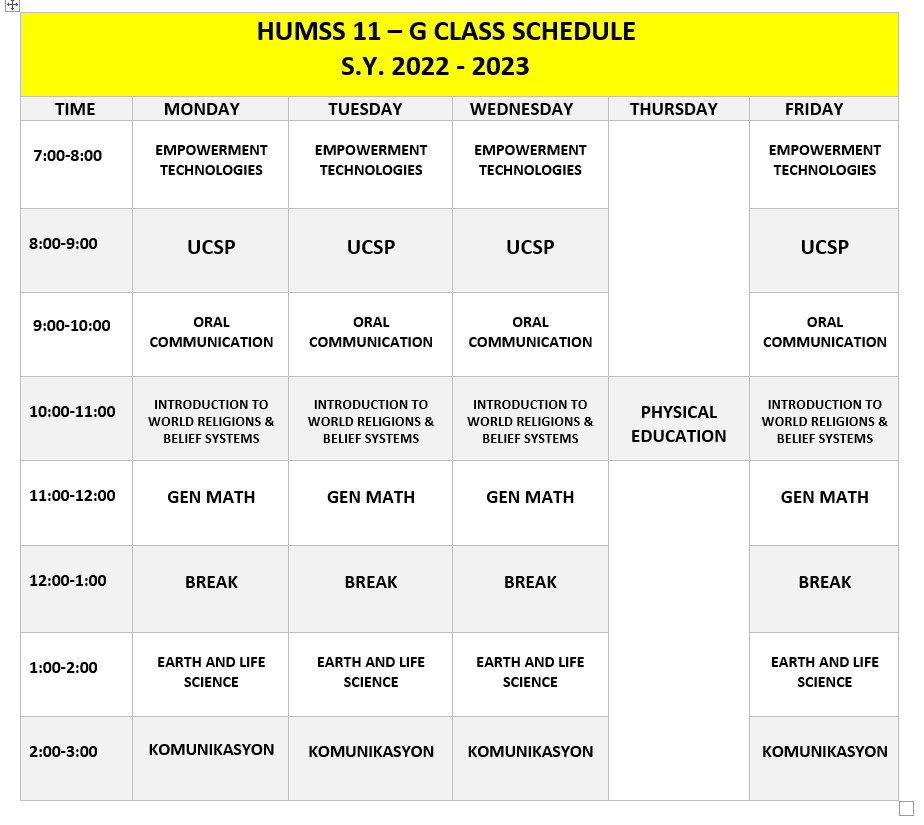 HUMSS 11 – G CLASS SCHEDULE
S.Y. 2022 - 2023
TIME MONDAY TUESDAY WEDNESDAY THURSDAY FRIDAY
7:00-8:00 EMPOWERMENT TECHNOLOGIES EMPOWERMENT TECHNOLOGIES EMPOWERMENT TECHNOLOGIES EMPOWERMENT TECHNOLOGIES
8:00-9:00 UCSP UCSP UCSP UCSP
9:00-10:00 ORAL COMMUNICATION ORAL COMMUNICATION ORAL COMMUNICATION ORAL COMMUNICATION
10:00-11:00 INTRODUCTION TO WORLD RELIGIONS & BELIEF SYSTEMS INTRODUCTION TO WORLD RELIGIONS & BELIEF SYSTEMS INTRODUCTION TO WORLD RELIGIONS & BELIEF SYSTEMS PHYSICAL EDUCATION INTRODUCTION TO WORLD RELIGIONS & BELIEF SYSTEMS
11:00-12:00 GEN MATH GEN MATH GEN MATH GEN MATH
12:00-1:00 BREAK BREAK BREAK BREAK
1:00-2:00 EARTH AND LIFE SCIENCE EARTH AND LIFE SCIENCE EARTH AND LIFE SCIENCE EARTH AND LIFE SCIENCE
2:00-3:00 KOMUNIKASYON KOMUNIKASYON KOMUNIKASYON KOMUNIKASYON